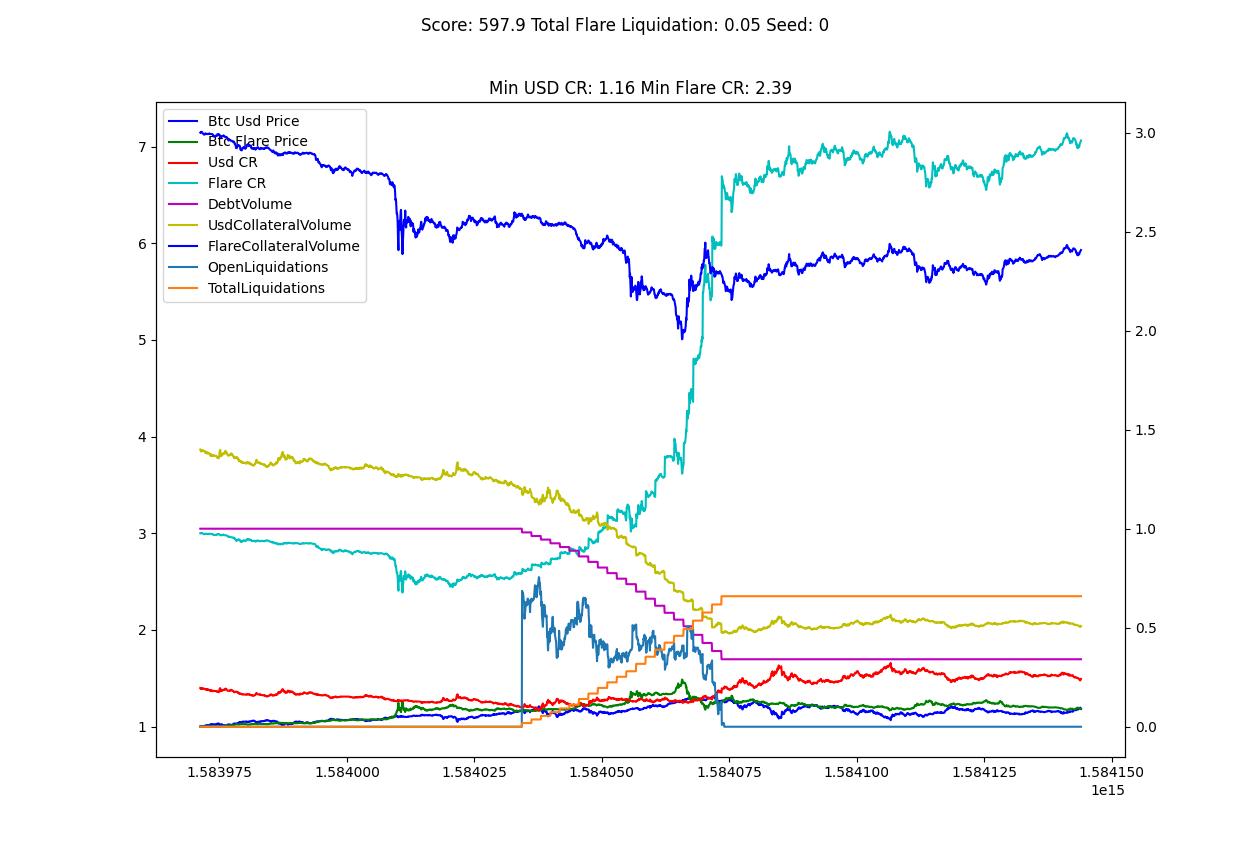 Score: 597.9 Total Flare Liquidation: 0.05 Seed: 0
Min USD CR: 1.16 Min Flare CR: 2.39
Btc Usd Price
Btc Flare Price
Usd CR
Flare CR
DebtVolume
UsdCollateralVolume
FlareCollateralVolume
OpenLiquidations
TotalLiquidations
7
6
5
4
3
2
1
3.0
2.5
2.0
1.5
1.0
0.5
0.0
1.583975 1.584000 1.584025 1.584050 1.584075 1.584100 1.584125 1.584150
1e15